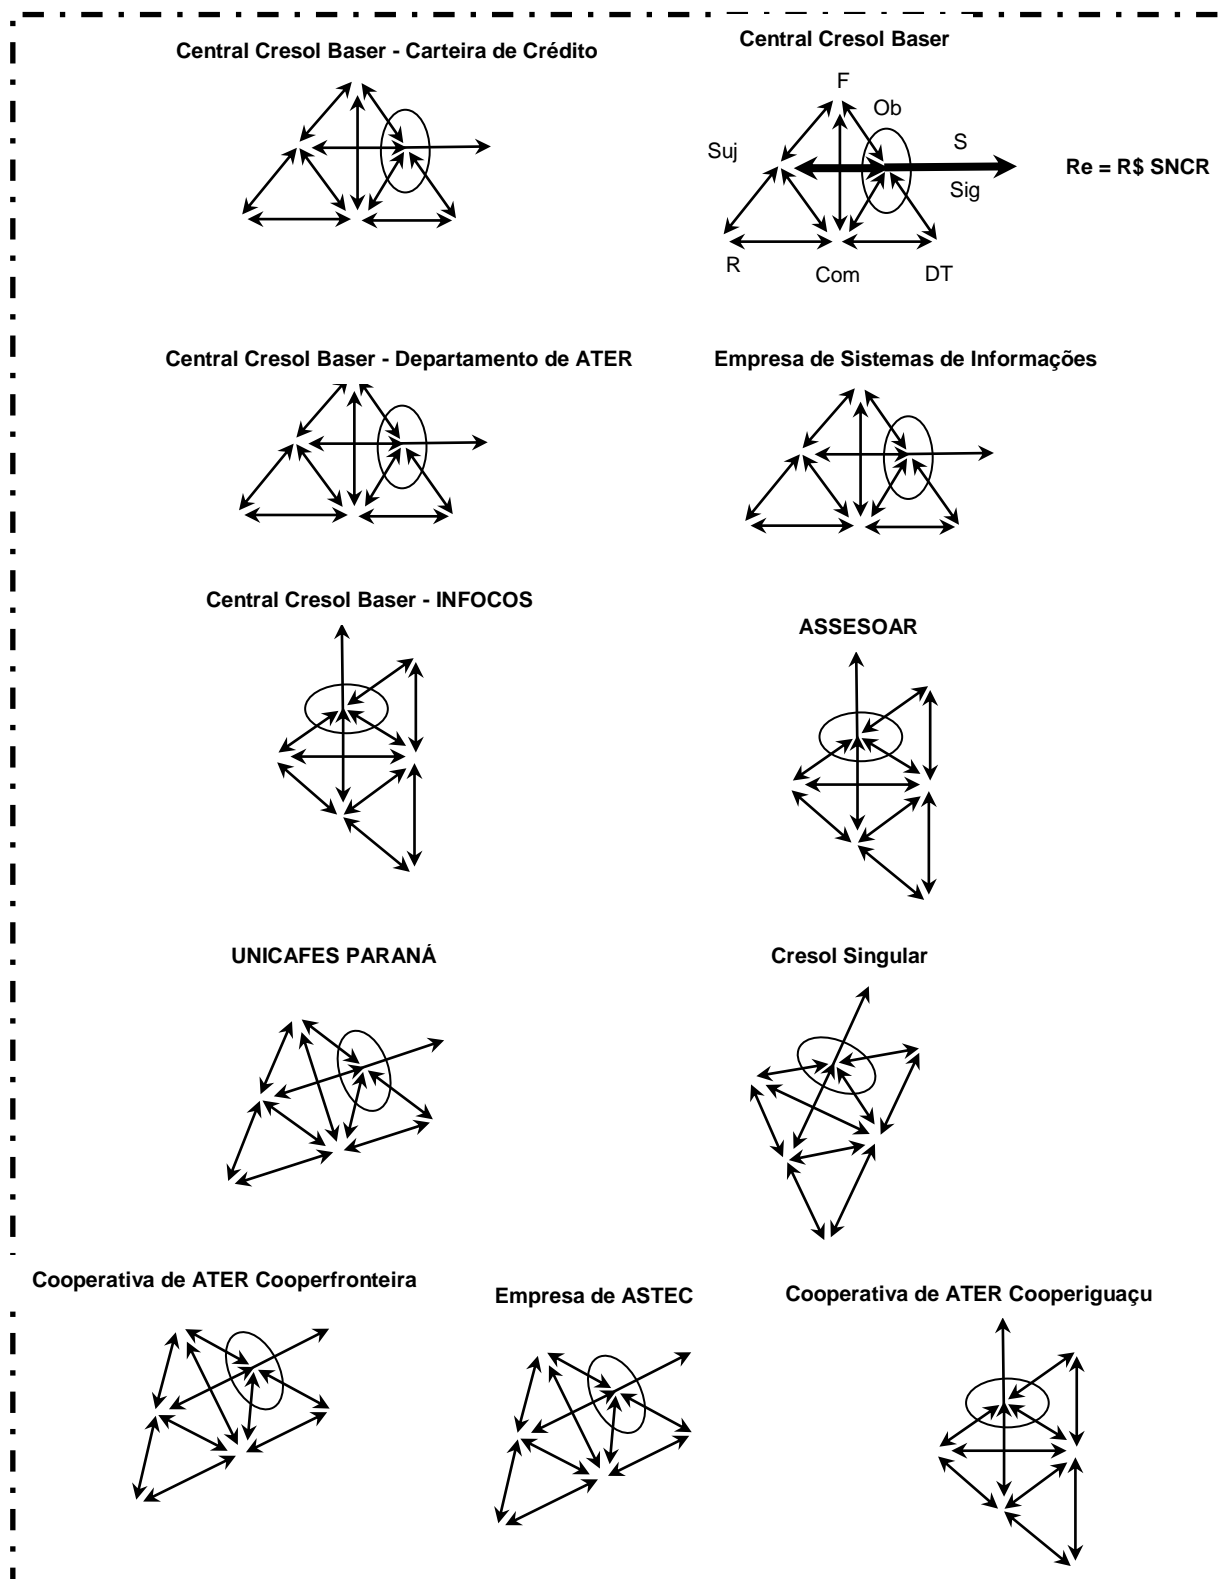 Central Cresol Baser - Carteira de Crédito
Central Cresol Baser
F
Ob
Suj
S
Re = R$ SNCR
Sig
R
Com
DT
Central Cresol Baser - Departamento de ATER
Empresa de Sistemas de Informações
Central Cresol Baser - INFOCOS
ASSESOAR
UNICAFES PARANÁ
Cresol Singular
Cooperativa de ATER Cooperfronteira
Empresa de ASTEC
Cooperativa de ATER Cooperiguaçu